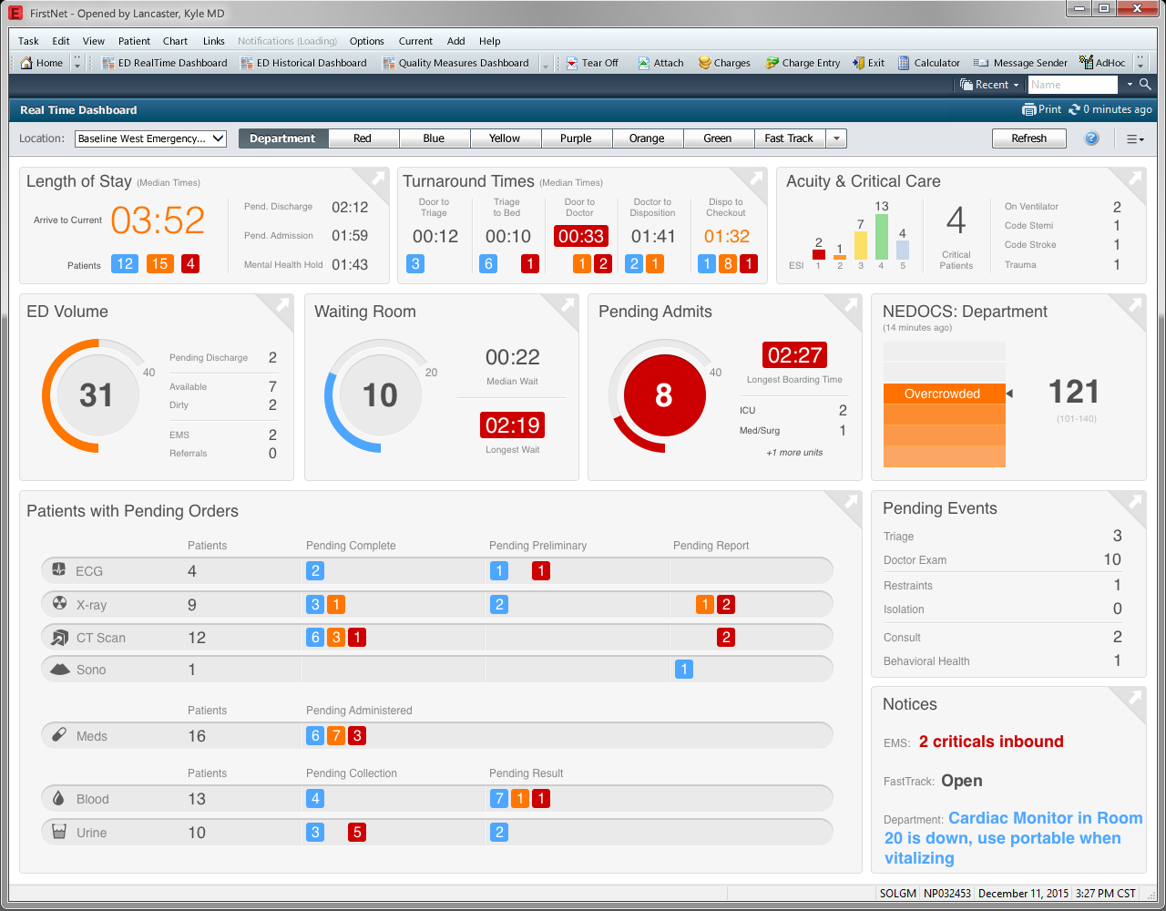 FirstNet - Opened by Lancaster, Kyle MD
Task Edit View Patient Chart Links Notifications (Loading) Options Current Add Help
Home ED RealTime Dashboard ED Historical Dashboard Quality Measures Dashboard Tear Off Attach Charges Charge Entry Exit Calculator Message Sender AdHoc
Recent Name
Real Time Dashboard Print 0 minutes ago
Location: Baseline West Emergency... Department Red Blue Yellow Purple Orange Green Fast Track Refresh
Length of Stay (Median Times)
Arrive to Current 03:52
Patients 12 15 4
Pend. Discharge 02:12
Pend. Admission 01:59
Mental Health Hold 01:43
Turnaround Times (Median Times)
Door to Triage to Door to Doctor to Dispo to
Triage Bed Doctor Disposition Checkout
00:12 00:10 00:33 01:41 01:32
3 6 1 1 2 2 1 1 8 1
Acuity & Critical Care
2 1 7 13 4
ESI 1 2 3 4 5
4
Critical
Patients
On Ventilator 2
Code Stemi 1
Code Stroke 1
Trauma 1
ED Volume
31
40
Pending Discharge 2
Available 7
Dirty 2
EMS 2
Referrals 0
Waiting Room
10
20
00:22
Median Wait
02:19
Longest Wait
Pending Admits
8
40
02:27
Longest Boarding Time
ICU 2
Med/Surg 1
+1 more units
NEDOCS: Department
(14 minutes ago)
Overcrowded
121
(101-140)
Patients with Pending Orders
Patients Pending Complete Pending Preliminary Pending Report
ECG 4 2 1 1
X-ray 9 3 1 2 1 2
CT Scan 12 6 3 1 2
Sono 1 1
Patients Pending Administered
Meds 16 6 7 3
Patients Pending Collection Pending Result
Blood 13 4 7 1 1
Urine 10 3 5 2
Pending Events
Triage 3
Doctor Exam 10
Restraints 1
Isolation 0
Consult 2
Behavioral Health 1
Notices
EMS: 2 criticals inbound
FastTrack: Open
Department: Cardiac Monitor in Room
20 is down, use portable when
vitalizing
SOLGM NP032453 December 11, 2015 3:27 PM CST